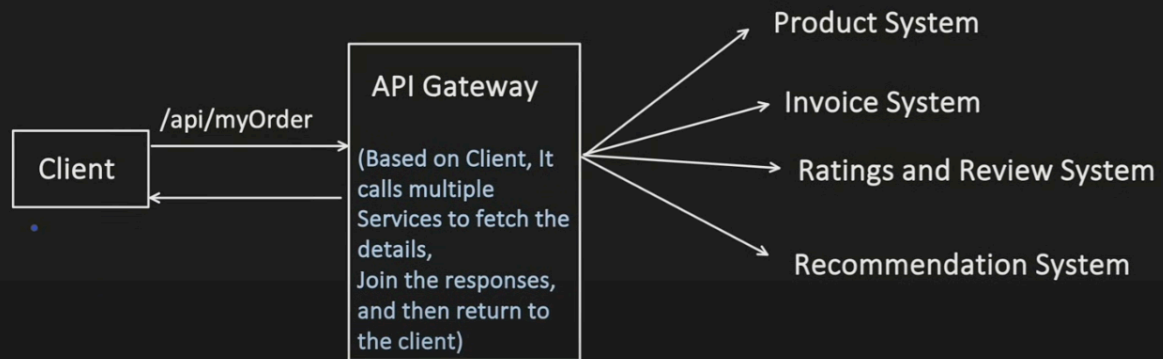 Product System
API Gateway
Invoice System
/api/myOrder
Client
(Based on Client, It
calls multiple
Services to fetch the
details,
Join the responses,
and then return to
the client)
Ratings and Review System
Recommendation System